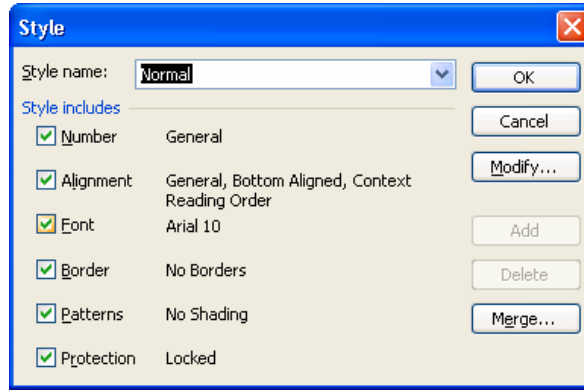 Style
Style name: Normal OK
Style includes
Cancel
Number General
Modify...
Alignment General, Bottom Aligned, Context
Reading Order
Font Arial 10
Add
Border No Borders
Delete
Patterns No Shading
Merge...
Protection Locked